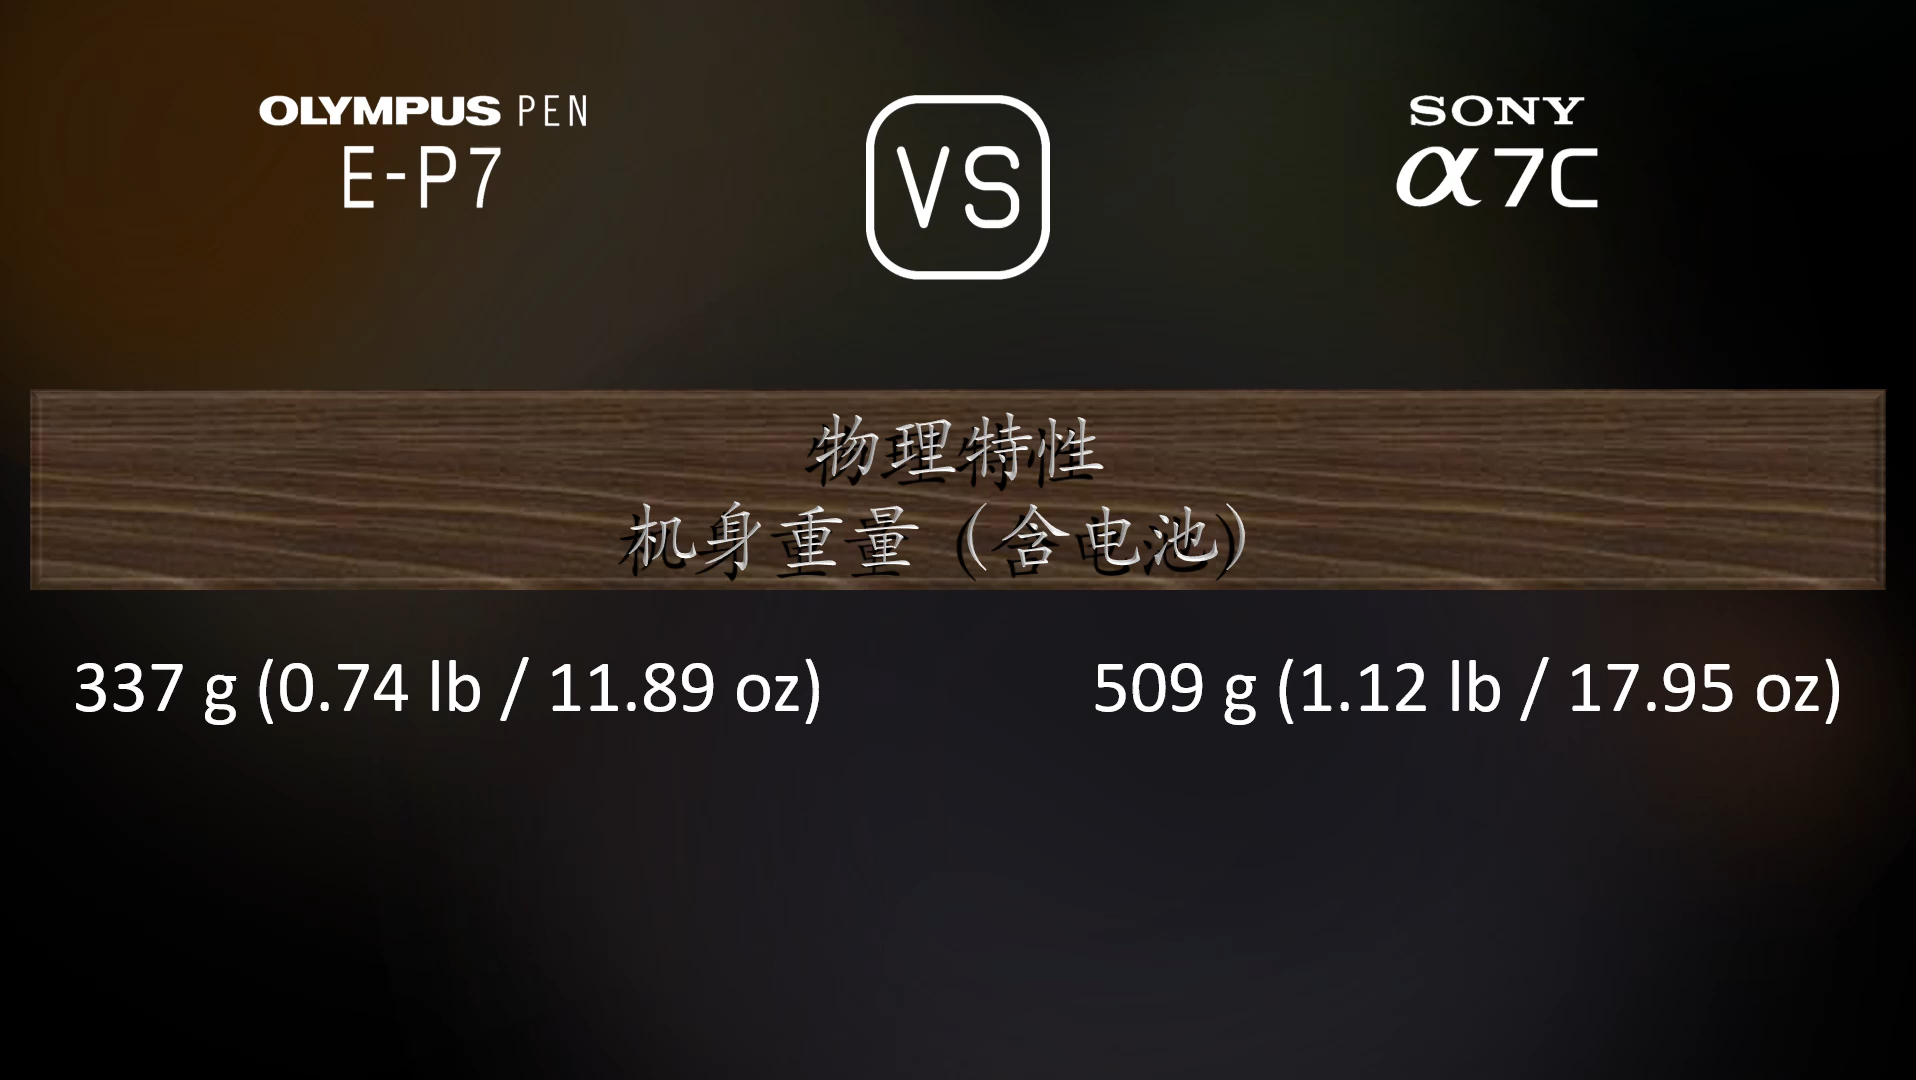 OLYMPUS PEN
E-P7
VS
SONY
α7C
物理特性
机身重量（含电池）
337 g (0.74 lb / 11.89 oz)
509 g (1.12 lb / 17.95 oz)